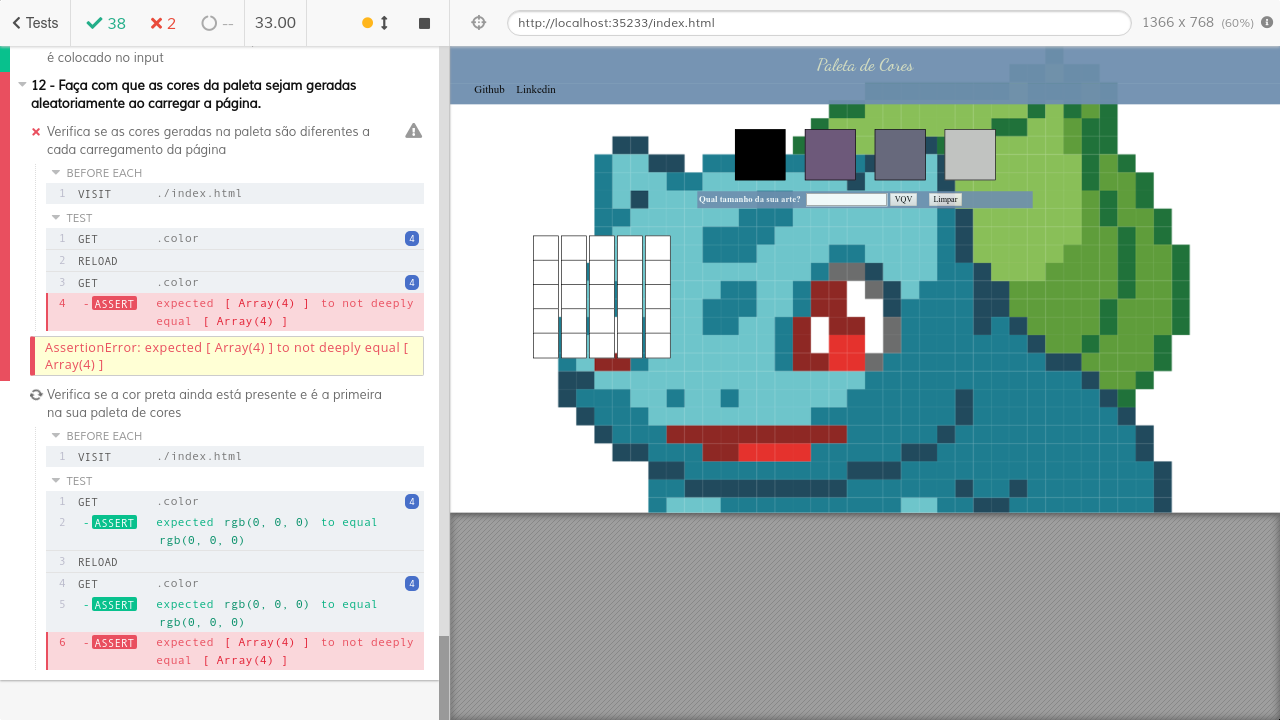 Tests
38
2
--
33.00
http://localhost:35233/index.html
1366 x 768 (60%)
é colocado no input
12 - Faça com que as cores da paleta sejam geradas
aleatoriamente ao carregar a página.
Verifica se as cores geradas na paleta são diferentes a
cada carregamento da página
BEFORE EACH
1 VISIT ./index.html
TEST
1 GET .color 4
2 RELOAD
3 GET .color 4
4 -ASSERT expected [ Array(4) ] to not deeply
equal [ Array(4) ]
AssertionError: expected [ Array(4) ] to not deeply equal [
Array(4) ]
Verifica se a cor preta ainda está presente e é a primeira
na sua paleta de cores
BEFORE EACH
1 VISIT ./index.html
TEST
1 GET .color 4
2 -ASSERT expected rgb(0, 0, 0) to equal
rgb(0, 0, 0)
3 RELOAD
4 GET .color 4
5 -ASSERT expected rgb(0, 0, 0) to equal
rgb(0, 0, 0)
6 -ASSERT expected [ Array(4) ] to not deeply
equal [ Array(4) ]
Paleta de Cores
Github Linkedin
Qual tamanho da sua arte? VQV Limpar